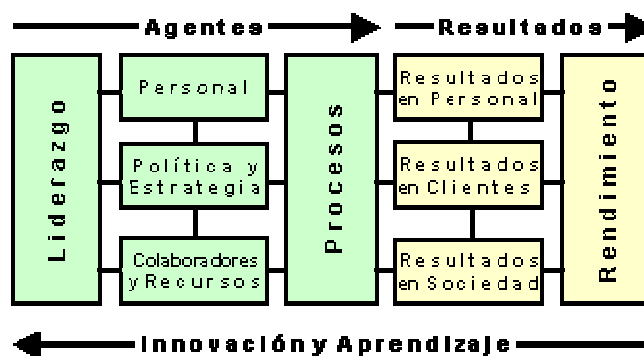 Agentes
Resultados
Liderazgo
Personal
Política y
Estrategia
Colaboradores
y Recursos
Procesos
Resultados
en Personal
Resultados
en Clientes
Resultados
en Sociedad
Rendimiento
Innovación y Aprendizaje